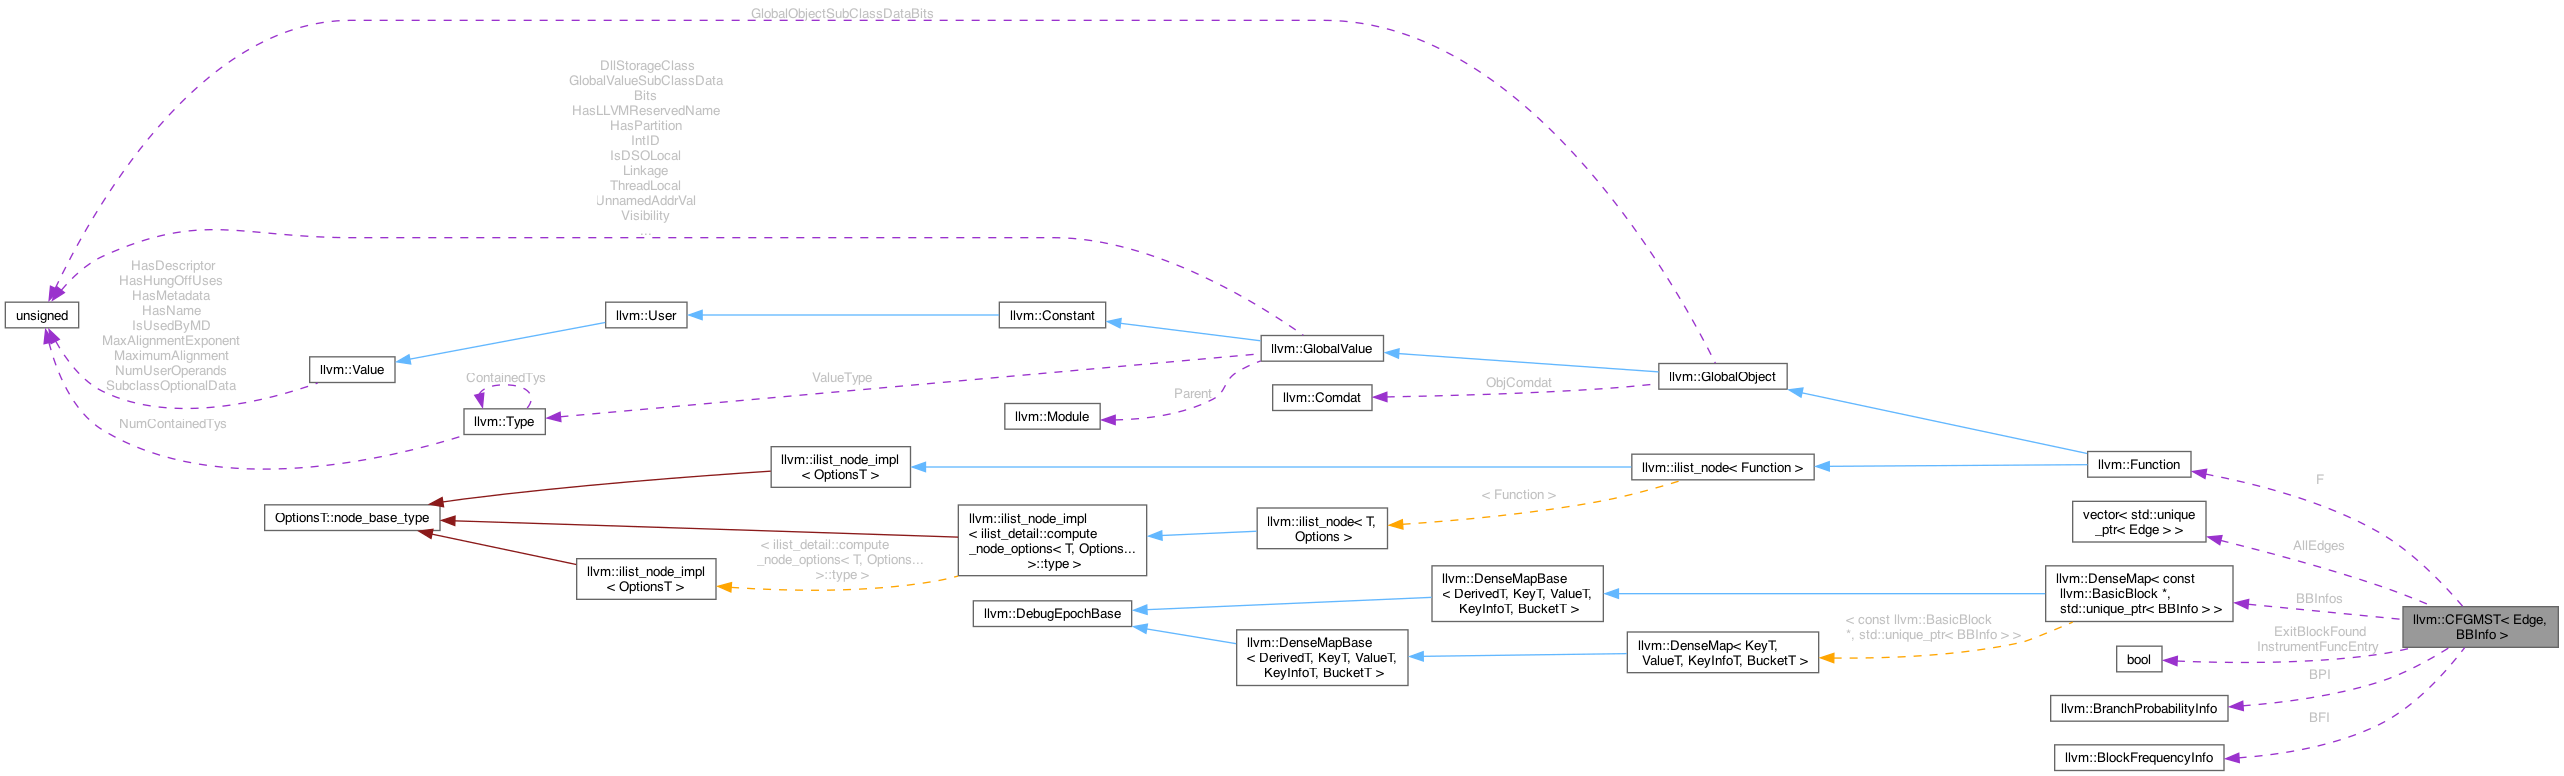 GlobalObjectSubClassDataBits
DllStorageClass
GlobalValueSubClassData
Bits
HasLLVMReservedName
HasPartition
IntID
IsDSOLocal
Linkage
ThreadLocal
UnnamedAddrVal
Visibility
...
HasDescriptor
HasHungOffUses
HasMetadata
HasName
IsUsedByMD
MaxAlignmentExponent
MaximumAlignment
NumUserOperands
SubclassOptionalData
unsigned
llvm::User
llvm::Constant
llvm::GlobalValue
llvm::Value
ContainedTys
ValueType
Parent
ObjComdat
llvm::GlobalObject
llvm::Comdat
llvm::Module
llvm::Type
NumContainedTys
llvm::ilist_node_impl
< OptionsT >
llvm::ilist_node< Function >
llvm::Function
F
< Function >
OptionsT::node_base_type
llvm::ilist_node_impl
< ilist_detail::compute
_node_options< T, Options...
>::type >
llvm::ilist_node< T,
Options >
vector< std::unique
_ptr< Edge > >
AllEdges
< ilist_detail::compute
_node_options< T, Options...
>::type >
llvm::ilist_node_impl
< OptionsT >
llvm::DenseMapBase
< DerivedT, KeyT, ValueT,
KeyInfoT, BucketT >
llvm::DenseMap< const
llvm::BasicBlock *,
std::unique_ptr< BBInfo > >
BBInfos
llvm::DebugEpochBase
llvm::CFGMST< Edge,
BBInfo >
< const llvm::BasicBlock
*, std::unique_ptr< BBInfo > >
ExitBlockFound
InstrumentFuncEntry
llvm::DenseMapBase
< DerivedT, KeyT, ValueT,
KeyInfoT, BucketT >
llvm::DenseMap< KeyT,
ValueT, KeyInfoT, BucketT >
bool
BPI
llvm::BranchProbabilityInfo
BFI
llvm::BlockFrequencyInfo